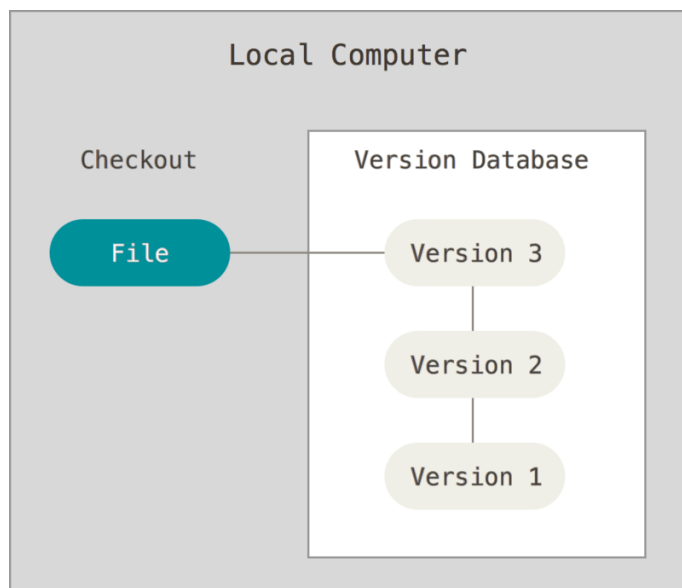 Local Computer
Checkout
Version Database
File
Version 3
Version 2
Version 1